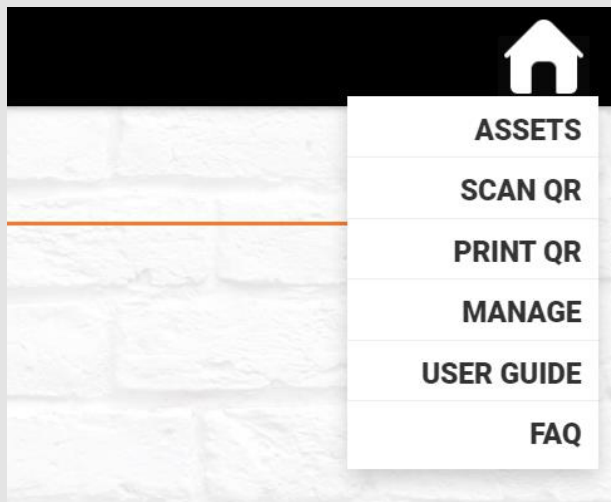 ASSETS
SCAN QR
PRINT QR
MANAGE
USER GUIDE
FAQ